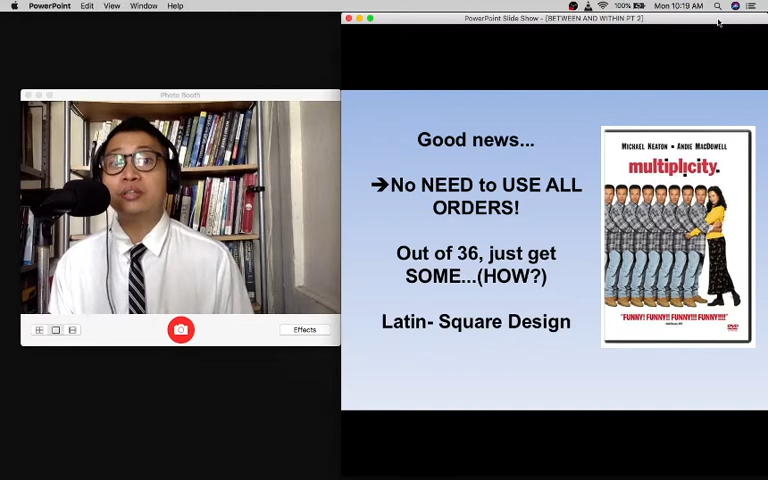 PowerPoint Edit View Window Help
100% Mon 10:19 AM
PowerPoint Slide Show - [BETWEEN AND WITHIN PT 2]
Photo Booth
Effects
Good news...
➔No NEED to USE ALL
ORDERS!
Out of 36, just get
SOME...(HOW?)
Latin- Square Design
MICHAEL KEATON • ANDIE MACDOWELL
multiplicity.
"FUNNY! FUNNY!! FUNNY!!! FUNNY!!!!"
DVD